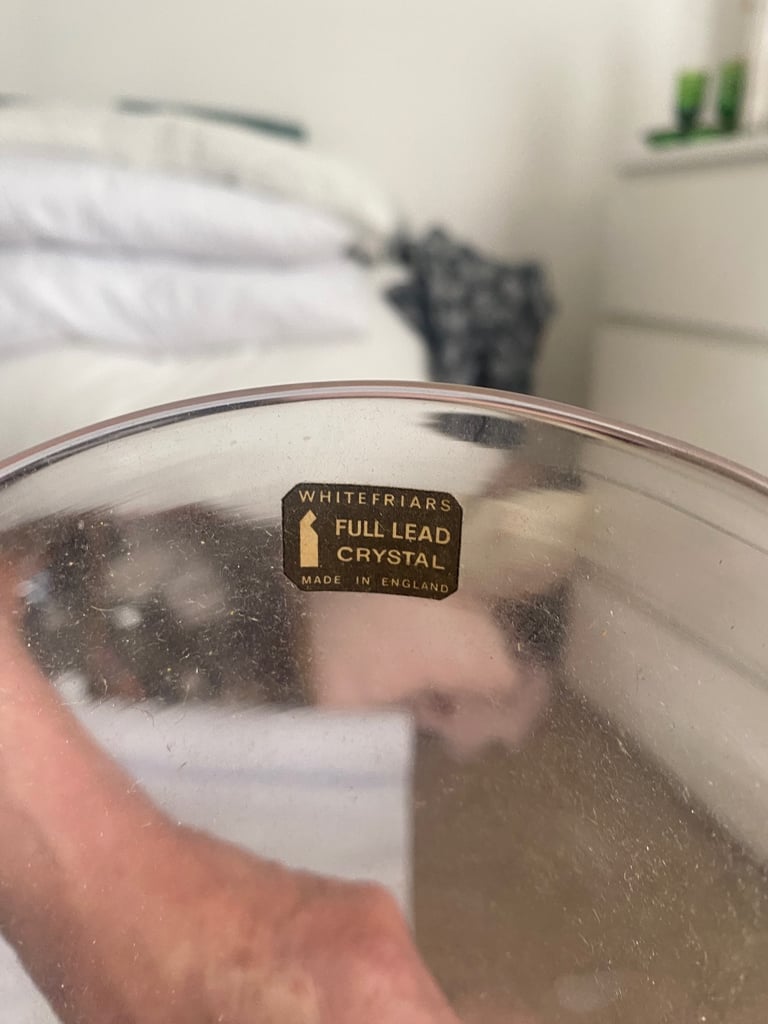 WHITEFRIARS
FULL LEAD
CRYSTAL
MADE IN ENGLAND